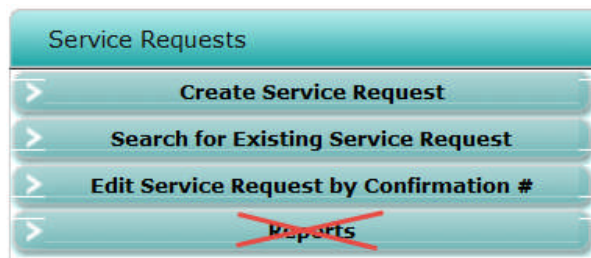 Service Requests
Create Service Request
Search for Existing Service Request
Edit Service Request by Confirmation #
Reports